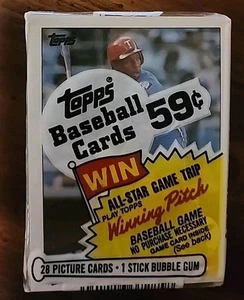 Topps
Topps
Baseball
Cards
59¢
WIN
ALL-STAR GAME TRIP
PLAY TOPPS
Winning Pitch
BASEBALL GAME
NO PURCHASE NECESSARY
GAME CARD INSIDE
(See back)
28 PICTURE CARDS • 1 STICK BUBBLE GUM